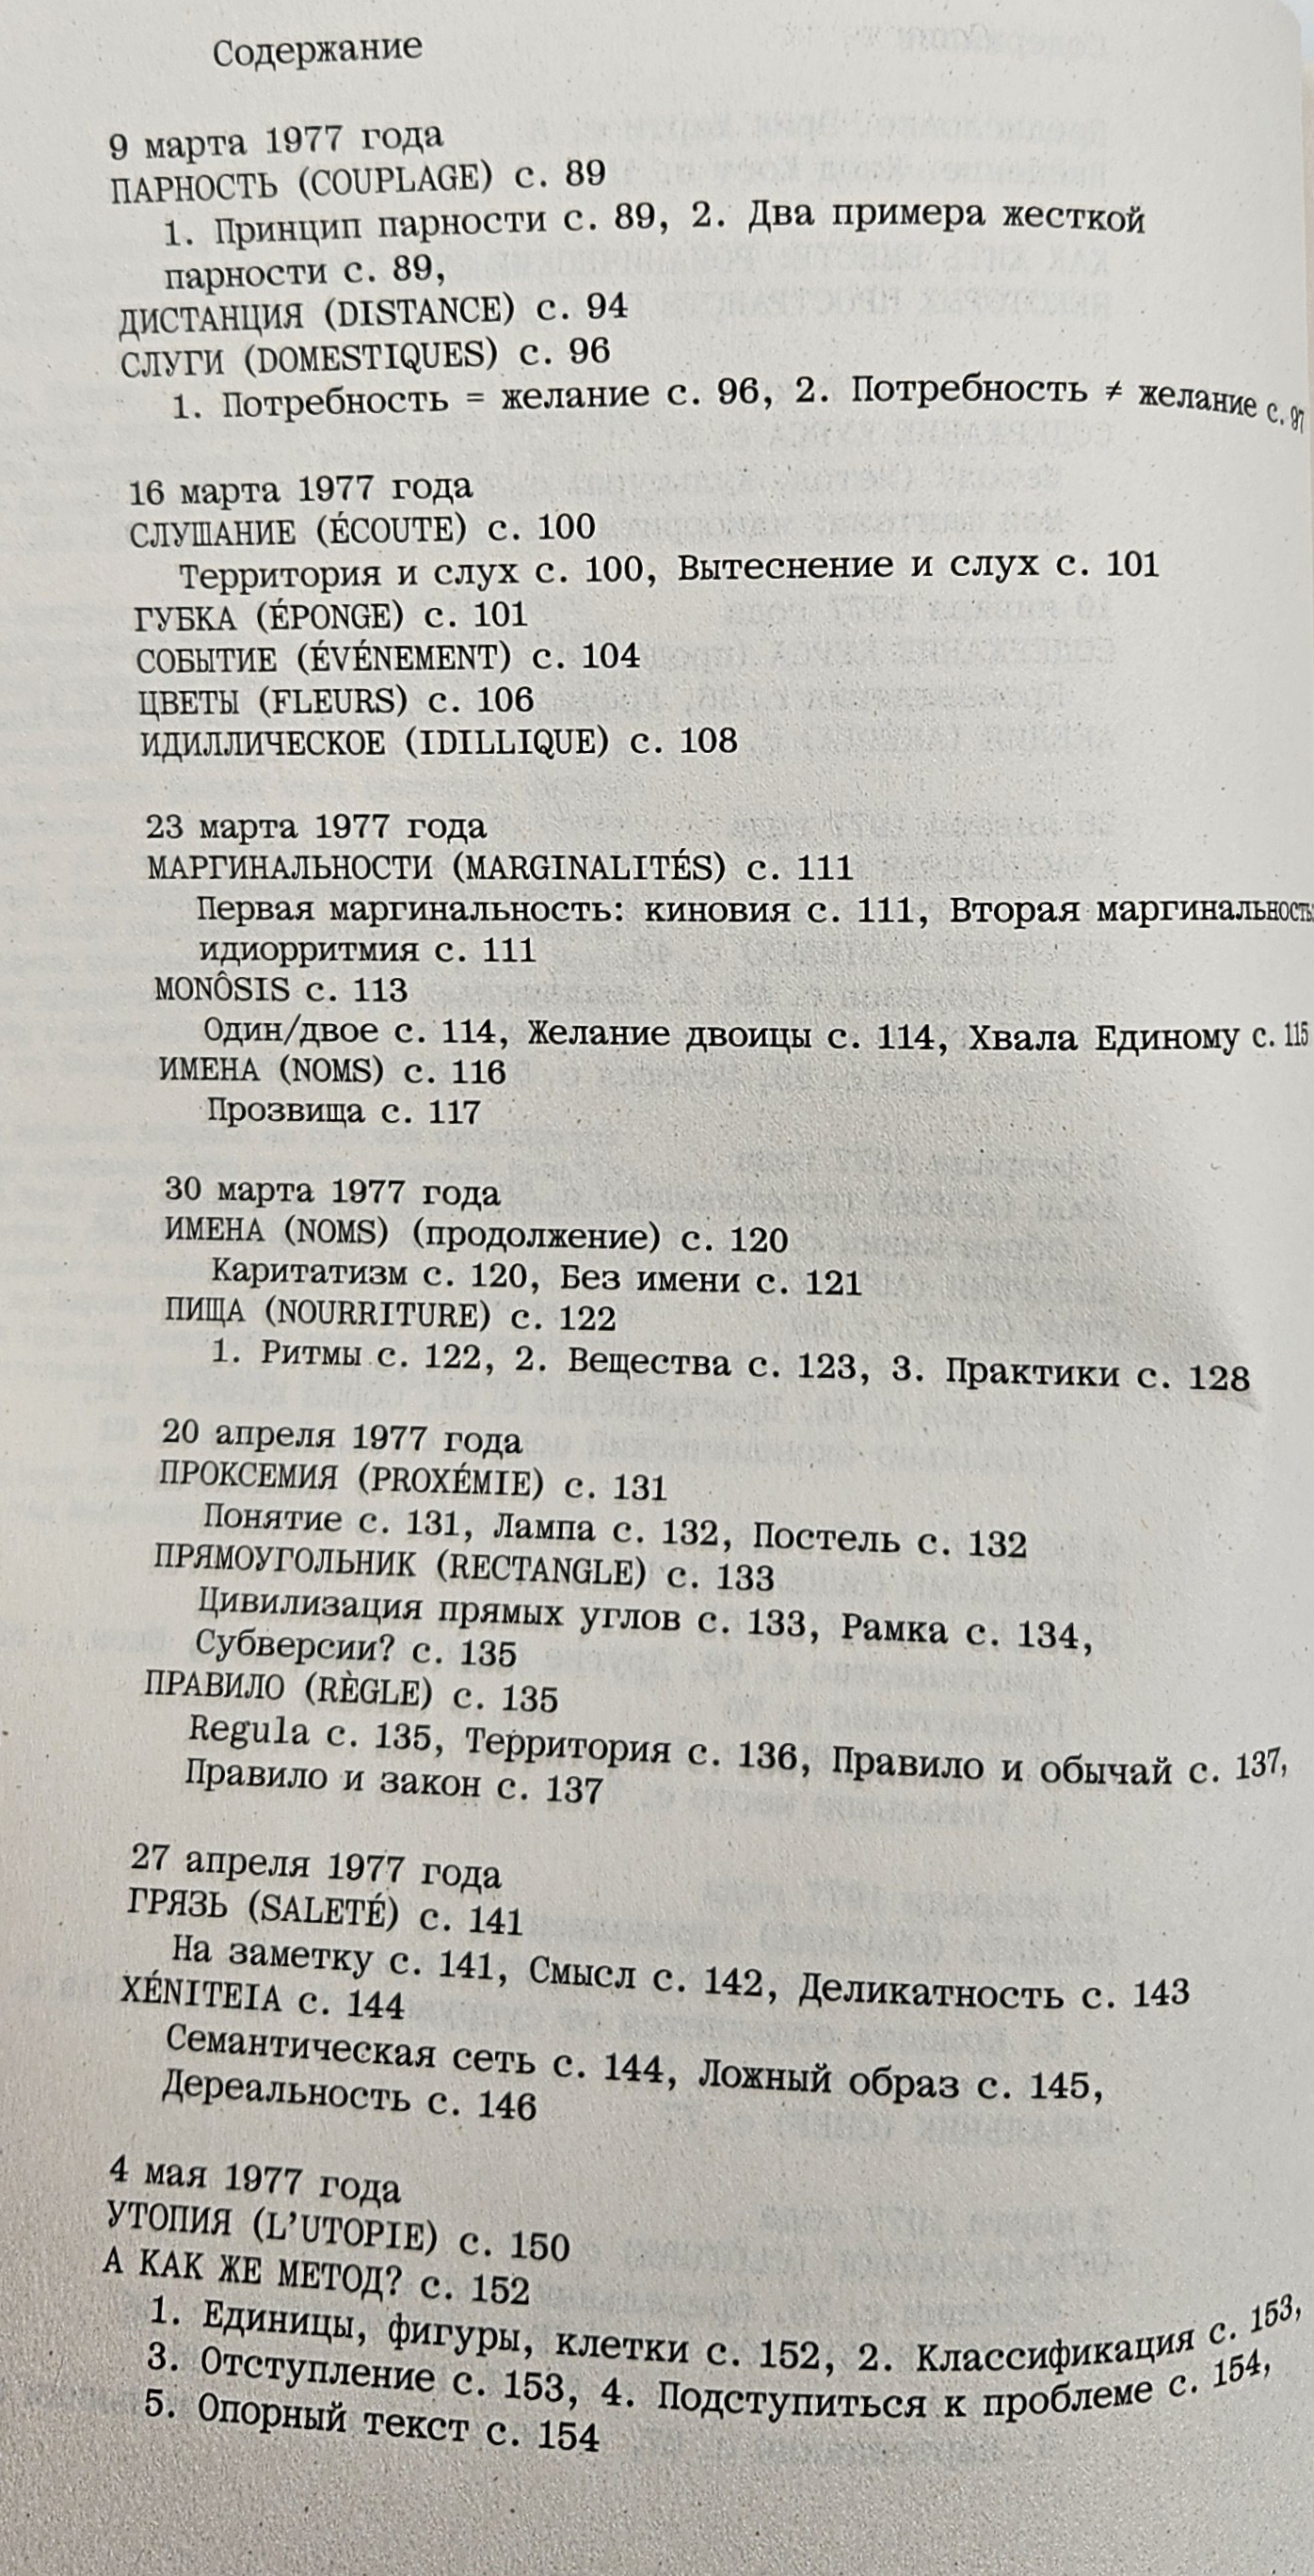 Содержание
9 марта 1977 года
ПАРНОСТЬ (COUPLAGE) с. 89
1. Принцип парности с. 89, 2. Два примера жесткой
парности с. 89,
ДИСТАНЦИЯ (DISTANCE) с. 94
СЛУГИ (DOMESTIQUES) с. 96
1. Потребность = желание с. 96, 2. Потребность ≠ желание с. 97
16 марта 1977 года
СЛУШАНИЕ (ÉCOUTE) с. 100
Территория и слух с. 100, Вытеснение и слух с. 101
ГУБКА (ÉPONGE) с. 101
СОБЫТИЕ (ÉVÉNEMENT) с. 104
ЦВЕТЫ (FLEURS) с. 106
ИДИЛЛИЧЕСКОЕ (IDILLIQUE) с. 108
23 марта 1977 года
МАРГИНАЛЬНОСТИ (MARGINALITÉS) с. 111
Первая маргинальность: киновия с. 111, Вторая маргинальность:
идиорритмия с. 111
MONÔSIS с. 113
Один/двое с. 114, Желание двоицы с. 114, Хвала Единому с. 115
ИМЕНА (NOMS) с. 116
Прозвища с. 117
30 марта 1977 года
ИМЕНА (NOMS) (продолжение) с. 120
Каритатизм с. 120, Без имени с. 121
ПИЩА (NOURRITURE) с. 122
1. Ритмы с. 122, 2. Вещества с. 123, 3. Практики с. 128
20 апреля 1977 года
ПРОКСЕМИЯ (PROXÉMIE) с. 131
Понятие с. 131, Лампа с. 132, Постель с. 132
ПРЯМОУГОЛЬНИК (RECTANGLE) с. 133
Цивилизация прямых углов с. 133, Рамка с. 134,
Субверсии? с. 135
ПРАВИЛО (RÈGLE) с. 135
Regula с. 135, Территория с. 136, Правило и обычай с. 137,
Правило и закон с. 137
27 апреля 1977 года
ГРЯЗЬ (SALETÉ) с. 141
На заметку с. 141, Смысл с. 142, Деликатность с. 143
XÉNITEIA с. 144
Семантическая сеть с. 144, Ложный образ с. 145,
Дереальность с. 146
4 мая 1977 года
УТОПИЯ (L'UTOPIE) с. 150
А КАК ЖЕ МЕТОД? с. 152
1. Единицы, фигуры, клетки с. 152, 2. Классификация с. 153,
3. Отступление с. 153, 4. Подступиться к проблеме с. 154,
5. Опорный текст с. 154